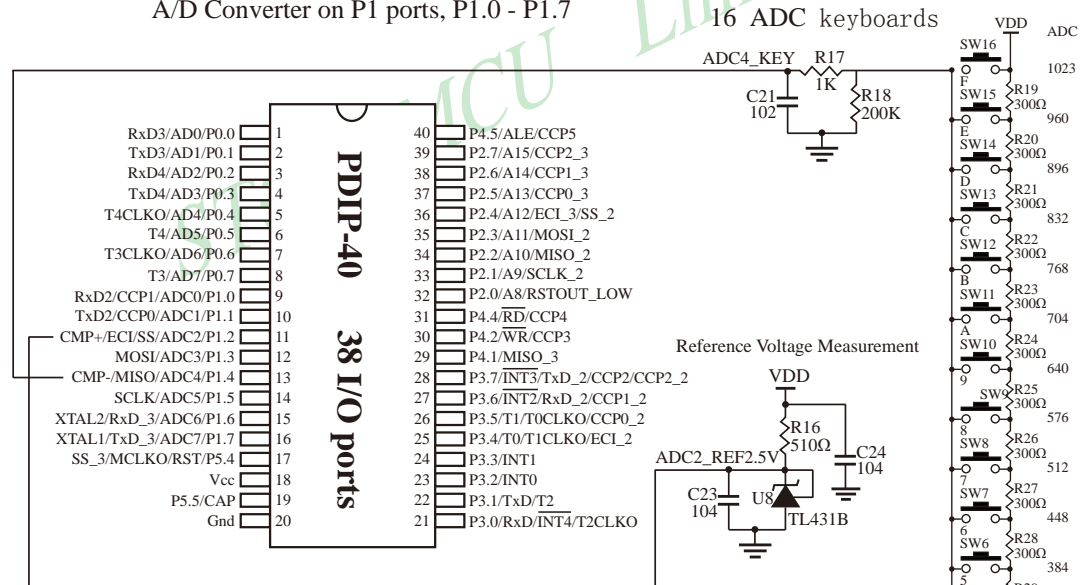 A/D Converter on P1 ports, P1.0 - P1.7
16 ADC keyboards
VDD
ADC
ADC4_KEY
R17
1K
C21
102
R18
200K
SW16
F
1023
R19
300Ω
SW15
E
960
R20
300Ω
SW14
D
896
R21
300Ω
SW13
C
832
R22
300Ω
SW12
B
768
R23
300Ω
SW11
A
704
R24
300Ω
SW10
9
640
R25
300Ω
SW9
8
576
R26
300Ω
SW8
7
512
R27
300Ω
SW7
6
448
R28
300Ω
SW6
5
384
RxD3/AD0/P0.0 1
TxD3/AD1/P0.1 2
RxD4/AD2/P0.2 3
TxD4/AD3/P0.3 4
T4CLKO/AD4/P0.4 5
T4/AD5/P0.5 6
T3CLKO/AD6/P0.6 7
T3/AD7/P0.7 8
RxD2/CCP1/ADC0/P1.0 9
TxD2/CCP0/ADC1/P1.1 10
CMP+/ECI/SS/ADC2/P1.2 11
MOSI/ADC3/P1.3 12
CMP-/MISO/ADC4/P1.4 13
SCLK/ADC5/P1.5 14
XTAL2/RxD_3/ADC6/P1.6 15
XTAL1/TxD_3/ADC7/P1.7 16
SS_3/MCLKO/RST/P5.4 17
Vcc 18
P5.5/CAP 19
Gnd 20
PDIP-40 38 I/O ports
40 P4.5/ALE/CCP5
39 P2.7/A15/CCP2_3
38 P2.6/A14/CCP1_3
37 P2.5/A13/CCP0_3
36 P2.4/A12/ECI_3/SS_2
35 P2.3/A11/MOSI_2
34 P2.2/A10/MISO_2
33 P2.1/A9/SCLK_2
32 P2.0/A8/RSTOUT_LOW
31 P4.4/RD/CCP4
30 P4.2/WR/CCP3
29 P4.1/MISO_3
28 P3.7/INT3/TxD_2/CCP2/CCP2_2
27 P3.6/INT2/RxD_2/CCP1_2
26 P3.5/T1/T0CLKO/CCP0_2
25 P3.4/T0/T1CLKO/ECI_2
24 P3.3/INT1
23 P3.2/INT0
22 P3.1/TxD/T2
21 P3.0/RxD/INT4/T2CLKO
Reference Voltage Measurement
VDD
R16
510Ω
C24
104
ADC2_REF2.5V
C23
104
U8
TL431B
MCU